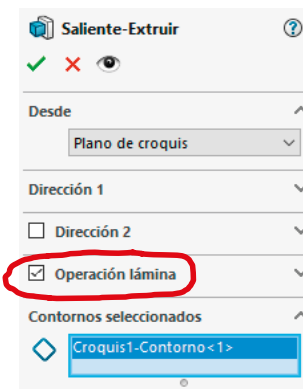 Saliente-Extruir
Desde
Plano de croquis
Dirección 1
Dirección 2
Operación lámina
Contornos seleccionados
Croquis1-Contorno<1>